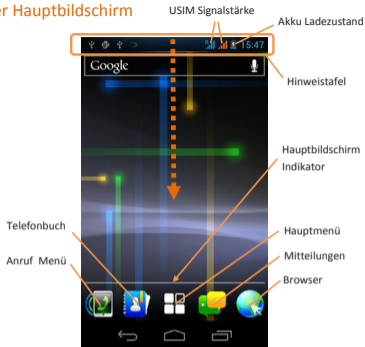 er Hauptbildschirm
USIM Signalstärke
Akku Ladezustand
15:47
Google
Hinweistafel
Hauptbildschirm
Indikator
Telefonbuch
Hauptmenü
Anruf Menü
Mitteilungen
Browser